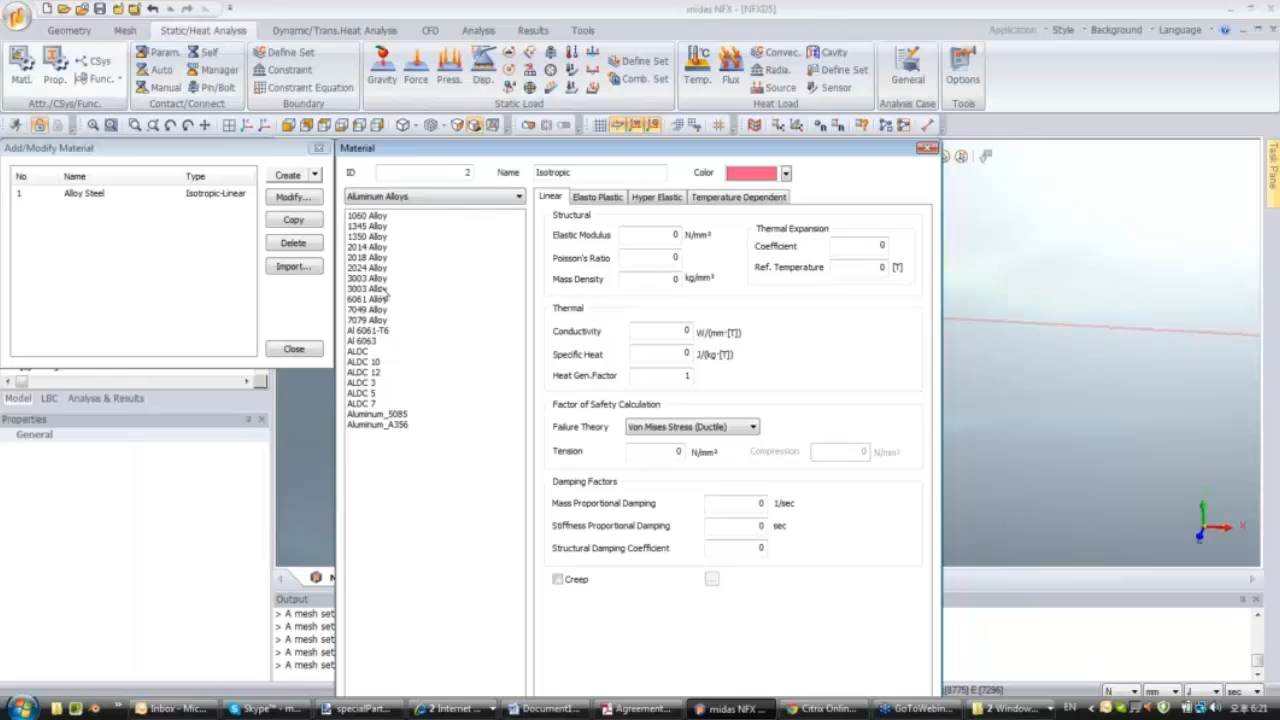 midas NFX - [NFXD5]
Geometry Mesh Static/Heat Analysis Dynamic/Trans.Heat Analysis CFD Analysis Results Tools Application Style Background Language
Matl. Prop. CSys Func. Param. Self Auto Manager Manual Pin/Bolt Define Set Constraint Constraint Equation Gravity Force Press. Disp. Define Set Comb. Set Temp. Flux Convec. Cavity Radia. Define Set Source Sensor General Options
Attr./CSys/Func. Contact/Connect Boundary Static Load Heat Load Analysis Case Tools
Task Pane
Add/Modify Material
No Name Type
1 Alloy Steel Isotropic-Linear
Create
Modify...
Copy
Delete
Import...
Close
Model LBC Analysis & Results
Properties
General
Material
ID 2 Name Isotropic Color
Aluminum Alloys
1060 Alloy
1345 Alloy
1350 Alloy
2014 Alloy
2018 Alloy
2024 Alloy
3003 Alloy
3003 Alloy
6061 Alloy
7049 Alloy
7079 Alloy
Al 6061-T6
Al 6063
ALDC
ALDC 10
ALDC 12
ALDC 3
ALDC 5
ALDC 7
Aluminum_5085
Aluminum_A356
Linear Elasto Plastic Hyper Elastic Temperature Dependent
Structural
Elastic Modulus 0 N/mm²
Poisson's Ratio 0
Mass Density 0 kg/mm³
Thermal Expansion
Coefficient 0
Ref. Temperature 0 [T]
Thermal
Conductivity 0 W/(mm·[T])
Specific Heat 0 J/(kg·[T])
Heat Gen.Factor 1
Factor of Safety Calculation
Failure Theory Von Mises Stress (Ductile)
Tension 0 N/mm² Compression 0 N/mm²
Damping Factors
Mass Proportional Damping 0 1/sec
Stiffness Proportional Damping 0 sec
Structural Damping Coefficient 0
Creep ...
X
Output
> A mesh set
> A mesh set
> A mesh set
> A mesh set
> A mesh set
[8775] E:[7296] N mm J sec
Inbox - Mi... Skype™ - m... specialPart... 2 Internet ... Document1... Agreement... midas NFX ... Citrix Onlin... GoToWebin... 2 Window... EN 오후 6:21